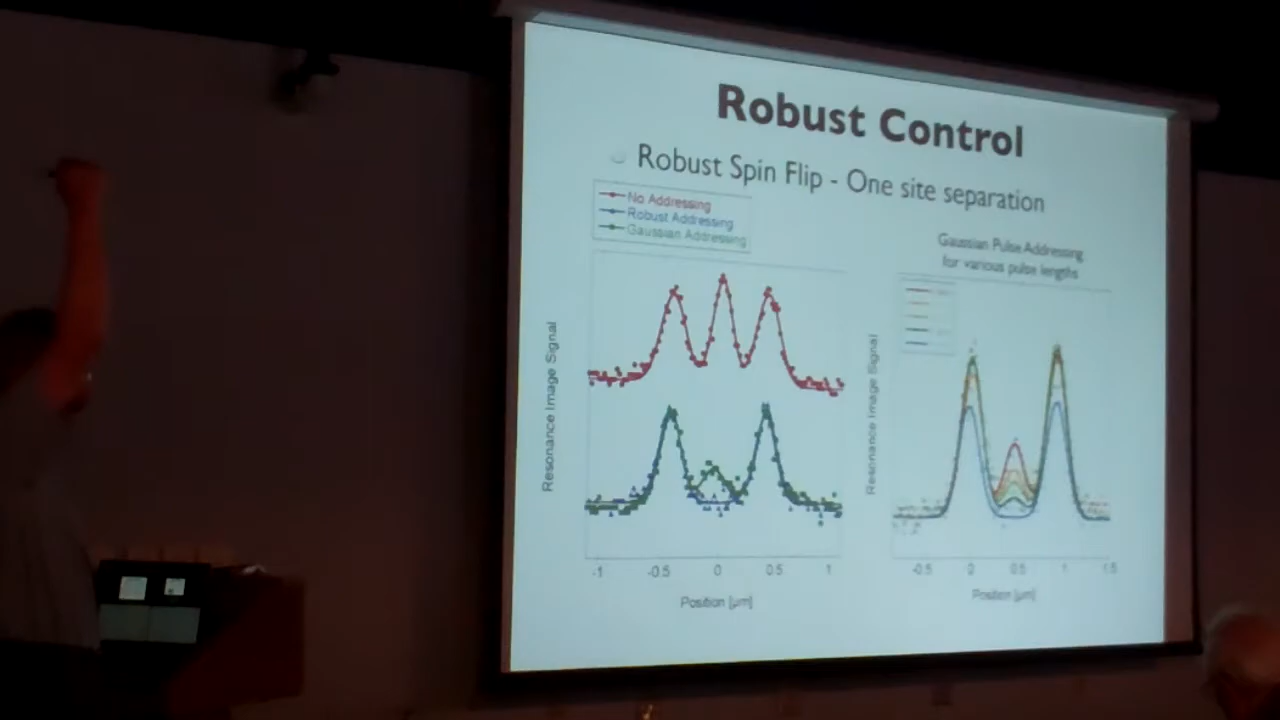 Robust Control
Robust Spin Flip - One site separation
No Addressing
Robust Addressing
Gaussian Addressing
Resonance Image Signal
-1 -0.5 0 0.5 1
Position [µm]
Gaussian Pulse Addressing
for various pulse lengths
Resonance Image Signal
-0.5 0 0.5 1 1.5
Position [µm]